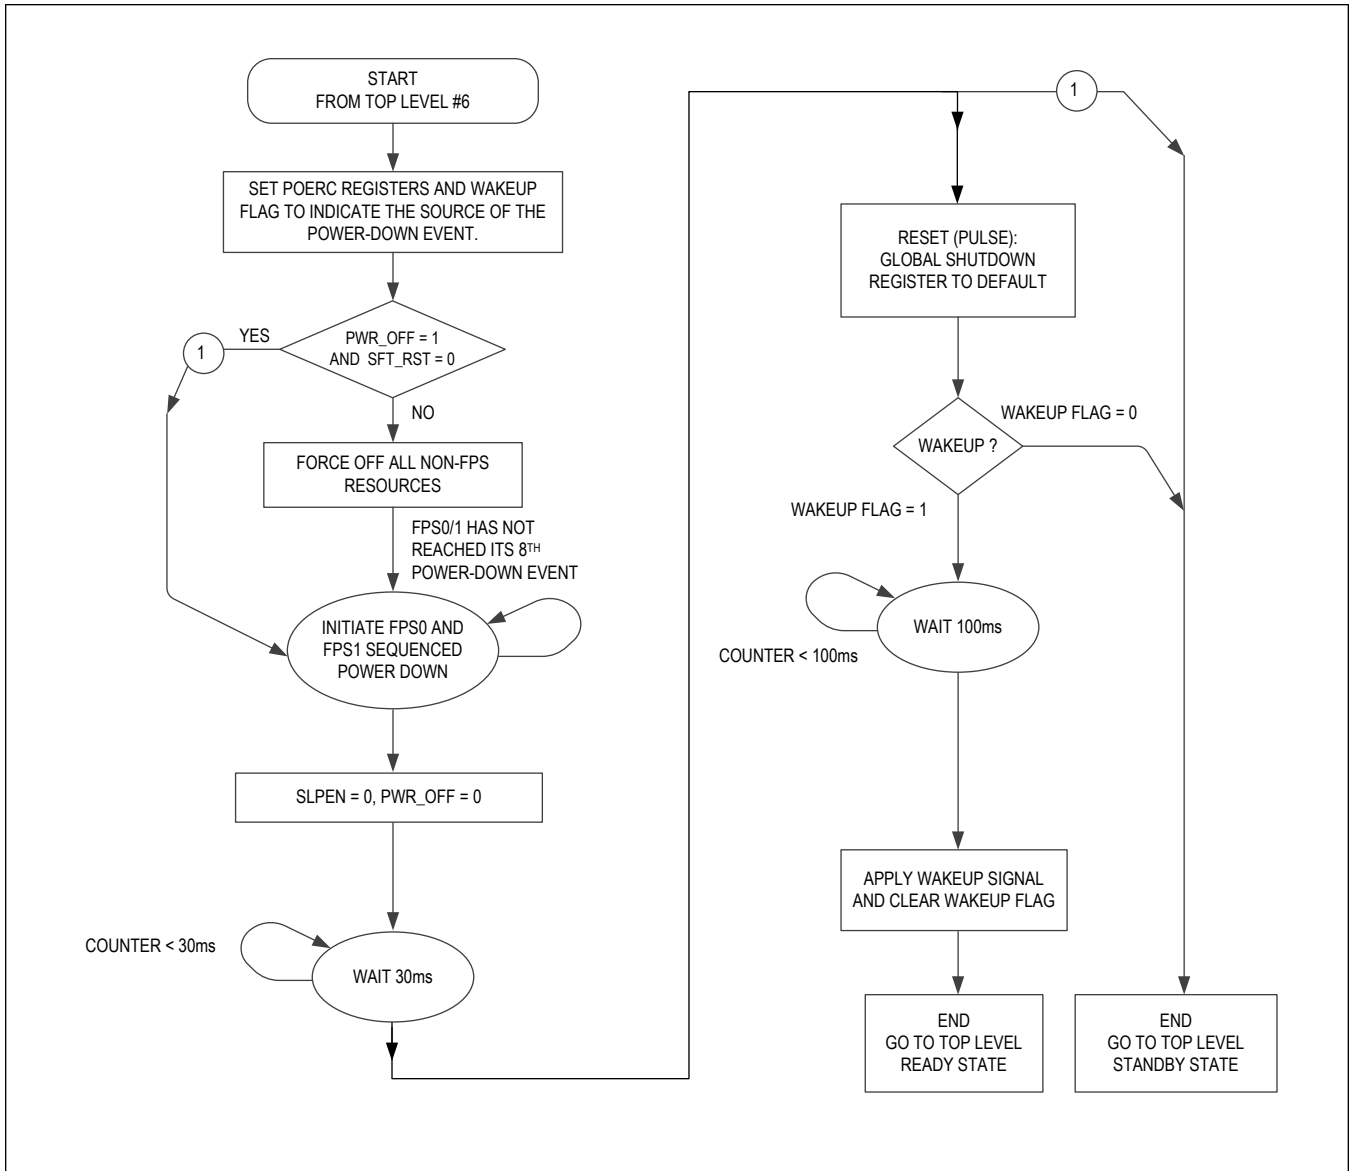 START
FROM TOP LEVEL #6
SET POERC REGISTERS AND WAKEUP
FLAG TO INDICATE THE SOURCE OF THE
POWER-DOWN EVENT.
YES
1
PWR_OFF = 1
AND SFT_RST = 0
NO
FORCE OFF ALL NON-FPS
RESOURCES
FPS0/1 HAS NOT
REACHED ITS 8TH
POWER-DOWN EVENT
INITIATE FPS0 AND
FPS1 SEQUENCED
POWER DOWN
SLPEN = 0, PWR_OFF = 0
COUNTER < 30ms
WAIT 30ms
1
RESET (PULSE):
GLOBAL SHUTDOWN
REGISTER TO DEFAULT
WAKEUP FLAG = 0
WAKEUP ?
WAKEUP FLAG = 1
WAIT 100ms
COUNTER < 100ms
APPLY WAKEUP SIGNAL
AND CLEAR WAKEUP FLAG
END
GO TO TOP LEVEL
READY STATE
END
GO TO TOP LEVEL
STANDBY STATE